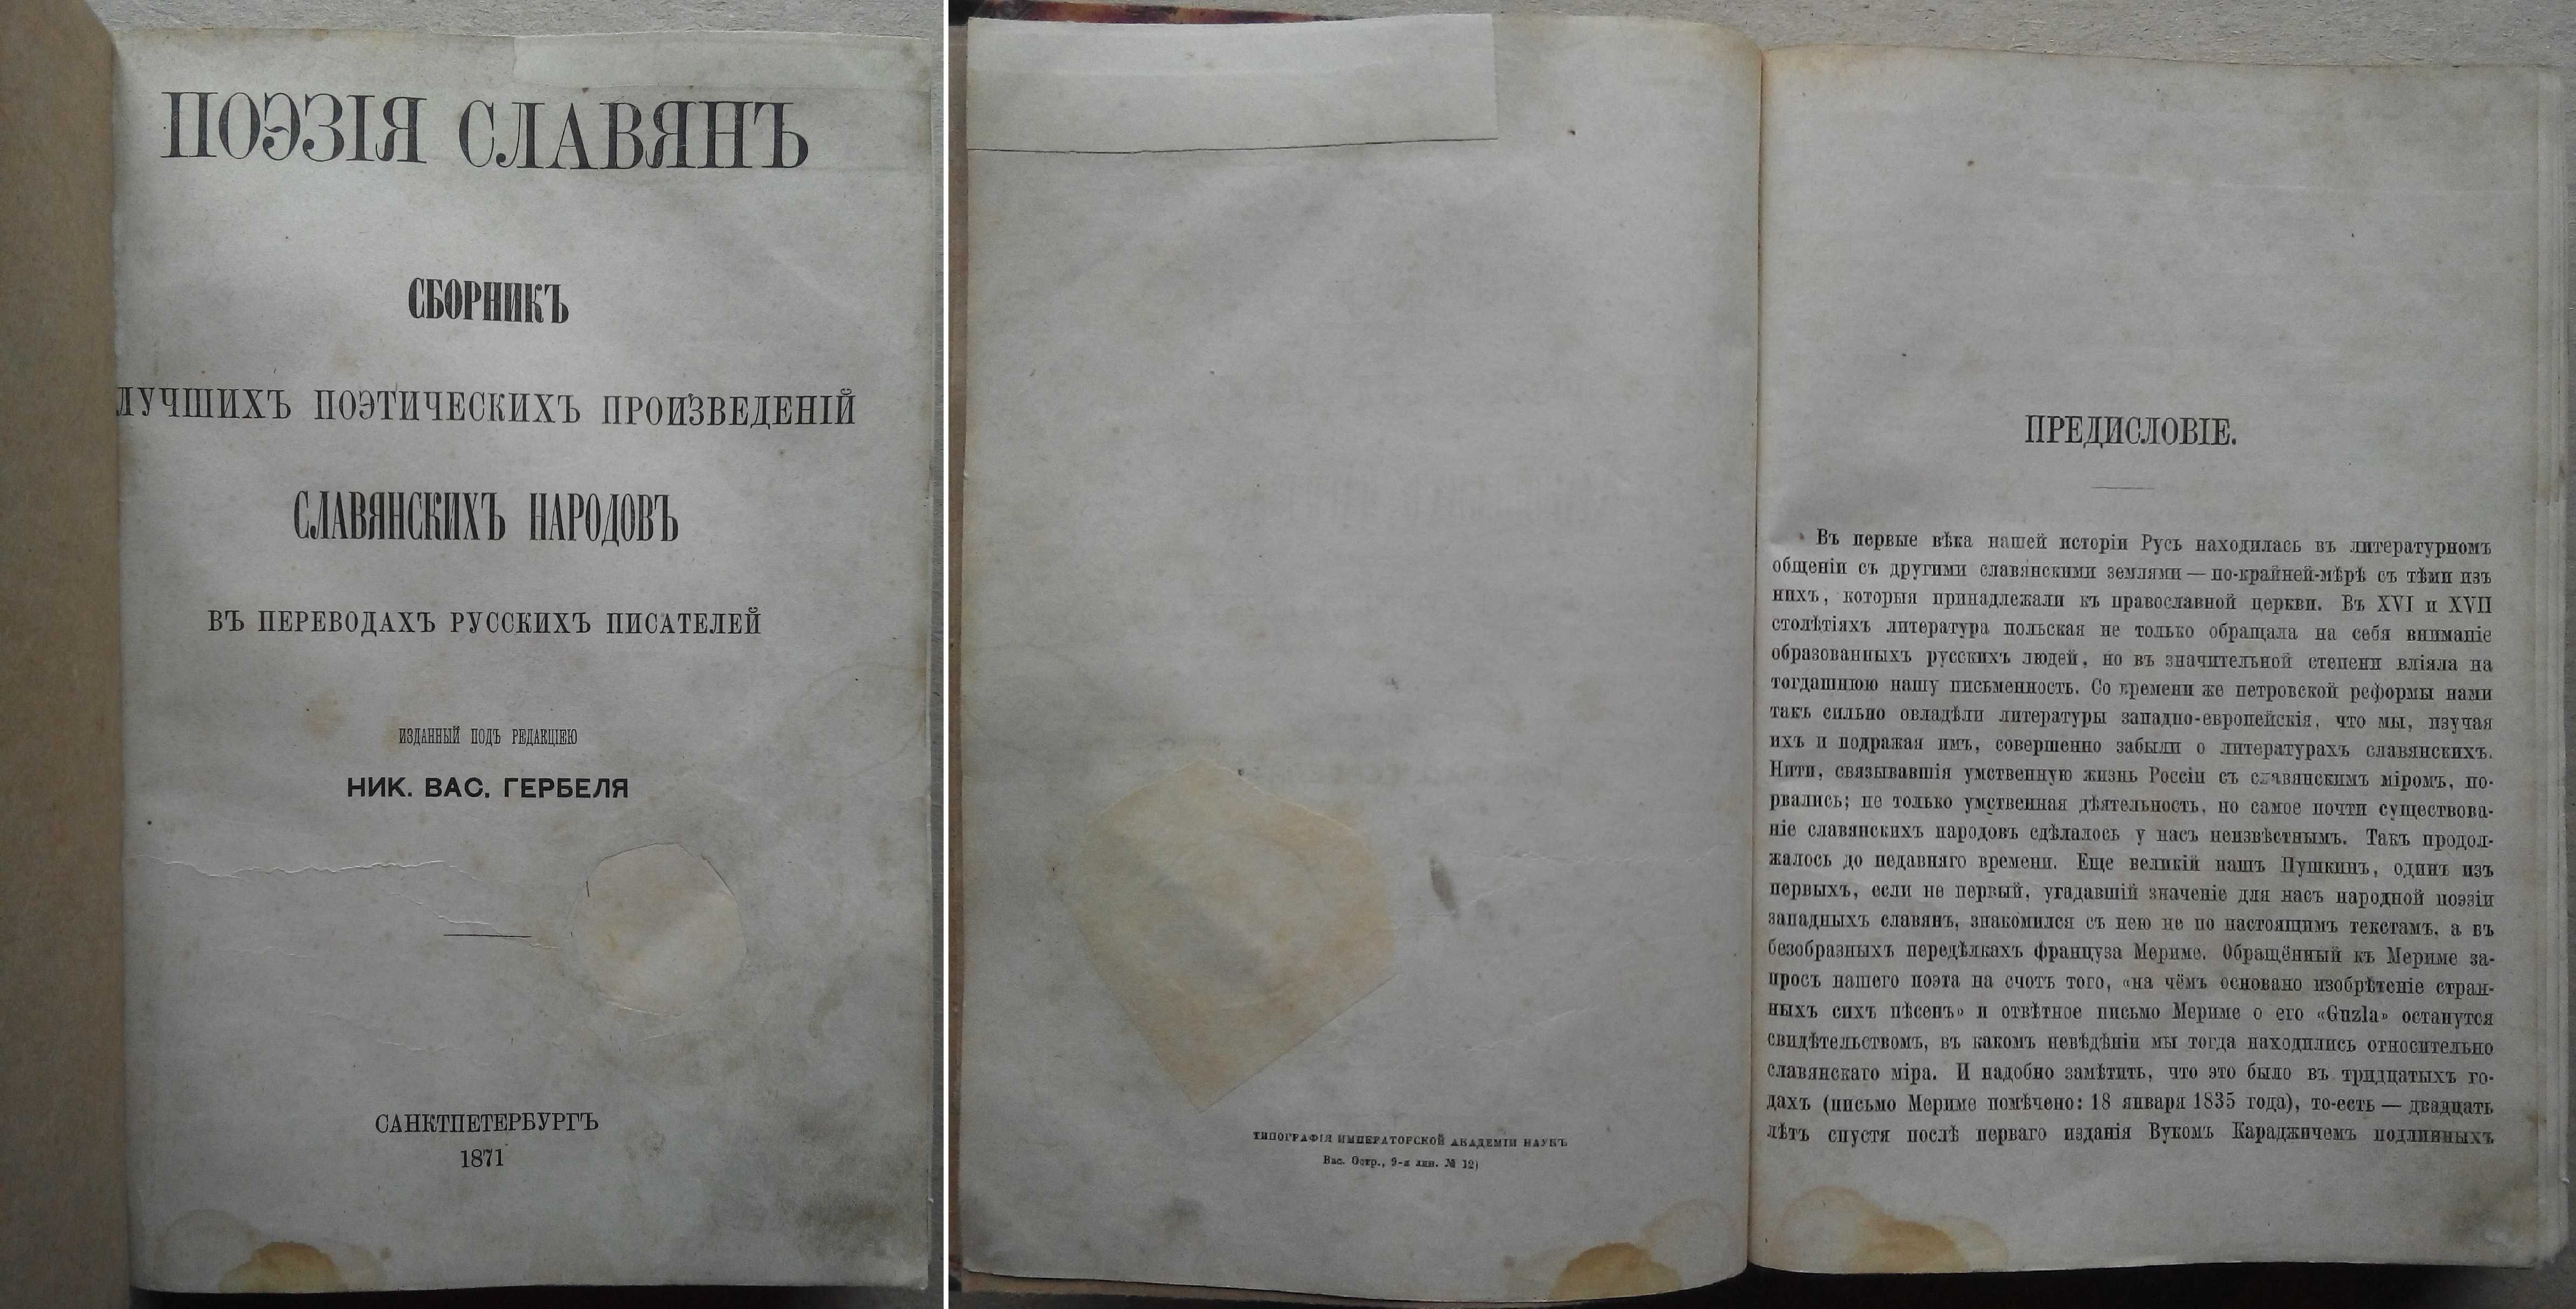 ПОЭЗІЯ СЛАВЯНЪ
СБОРНИКЪ
ЛУЧШИХЪ ПОЭТИЧЕСКИХЪ ПРОИЗВЕДЕНІЙ
СЛАВЯНСКИХЪ НАРОДОВЪ
ВЪ ПЕРЕВОДАХЪ РУССКИХЪ ПИСАТЕЛЕЙ
ИЗДАННЫЙ ПОДЪ РЕДАКЦІЕЮ
НИК. ВАС. ГЕРБЕЛЯ
САНКТПЕТЕРБУРГЪ
1871
ТИПОГРАФІЯ ИМПЕРАТОРСКОЙ АКАДЕМІИ НАУКЪ
Вас. Остр., 9-я лин. № 12)
ПРЕДИСЛОВІЕ.
Въ первые вѣка нашей исторіи Русь находилась въ литературномъ
общеніи съ другими славянскими землями — по-крайней-мѣрѣ съ тѣми изъ
нихъ, которыя принадлежали къ православной церкви. Въ XVI и XVII
столѣтіяхъ литература польская не только обращала на себя вниманіе
образованныхъ русскихъ людей, но въ значительной степени вліяла на
тогдашнюю нашу письменность. Со времени же петровской реформы нами
такъ сильно овладѣли литературы западно-европейскія, что мы, изучая
ихъ и подражая имъ, совершенно забыли о литературахъ славянскихъ.
Нити, связывавшія умственную жизнь Россіи съ славянскимъ міромъ, по-
рвались; не только умственная дѣятельность, но самое почти существова-
ніе славянскихъ народовъ сдѣлалось у насъ неизвѣстнымъ. Такъ продол-
жалось до недавняго времени. Еще великій нашъ Пушкинъ, одинъ изъ
первыхъ, если не первый, угадавшій значеніе для насъ народной поэзіи
западныхъ славянъ, знакомился съ нею не по настоящимъ текстамъ, а въ
безобразныхъ передѣлкахъ француза Мериме. Обращённый къ Мериме за-
просъ нашего поэта на счотъ того, «на чёмъ основано изобрѣтеніе стран-
ныхъ сихъ пѣсенъ» и отвѣтное письмо Мериме о его «Guzla» останутся
свидѣтельствомъ, въ какомъ невѣдѣніи мы тогда находились относительно
славянскаго міра. И надобно замѣтить, что это было въ тридцатыхъ го-
дахъ (письмо Мериме помѣчено: 18 января 1835 года), то-есть — двадцать
лѣтъ спустя послѣ перваго изданія Вукомъ Караджичемъ подлинныхъ